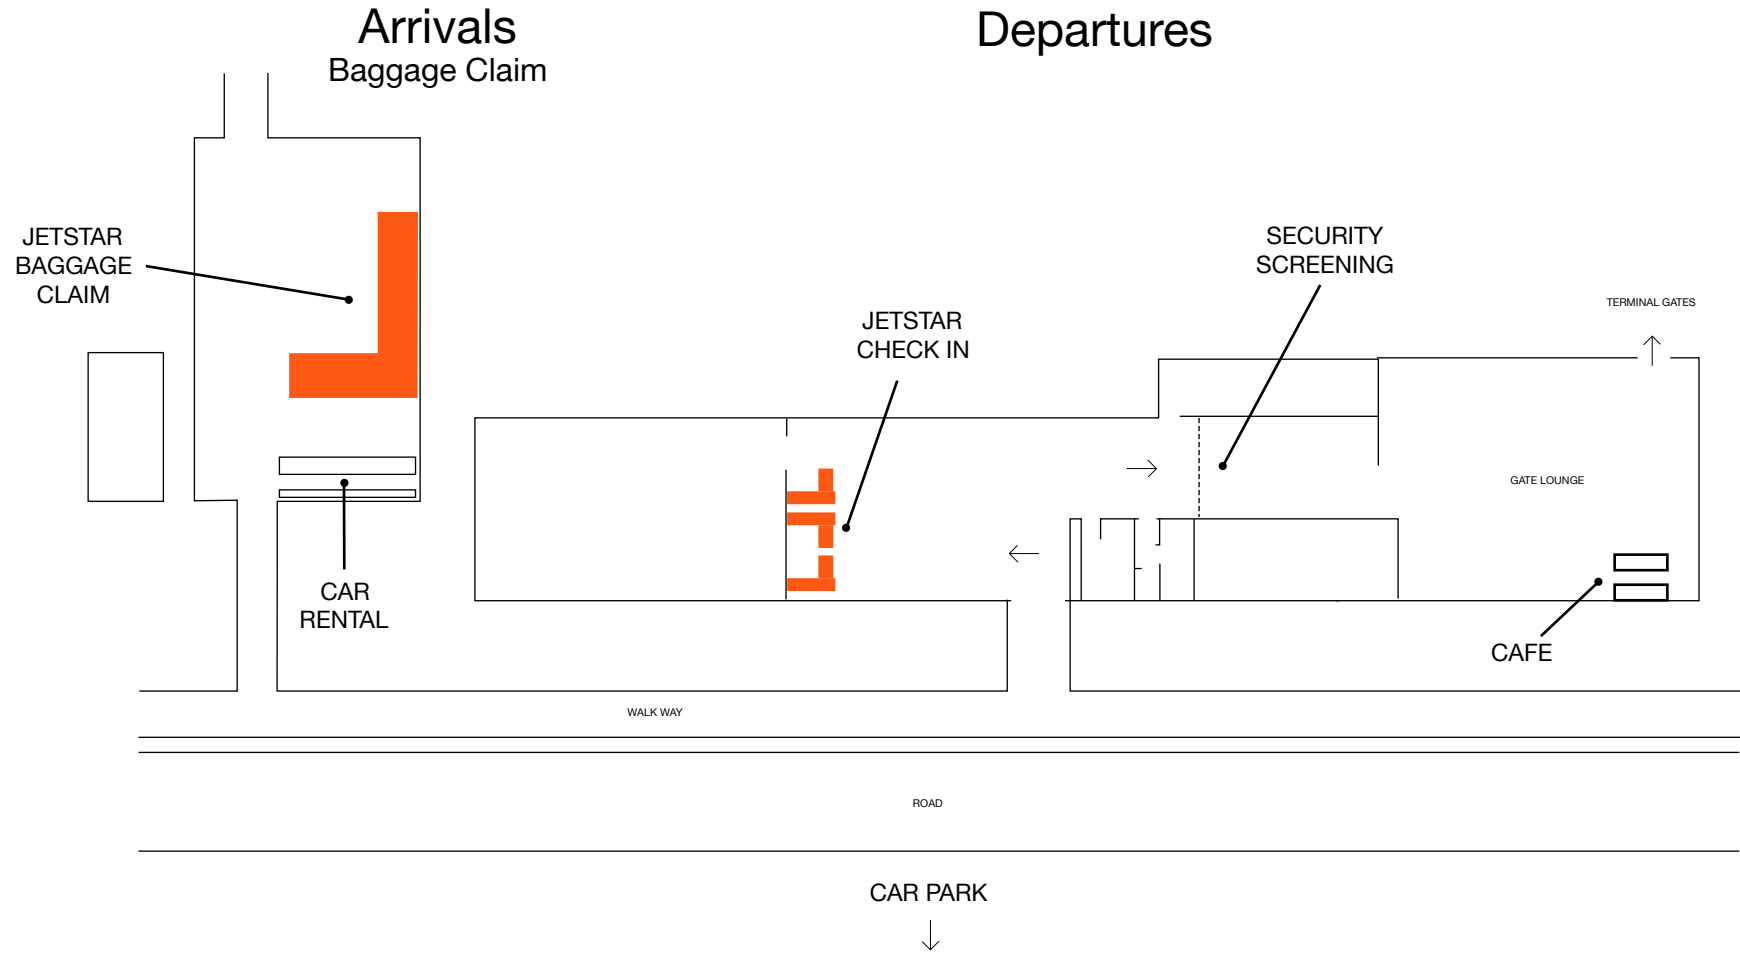 Arrivals
Baggage Claim
Departures
JETSTAR
BAGGAGE
CLAIM
CAR
RENTAL
JETSTAR
CHECK IN
SECURITY
SCREENING
TERMINAL GATES
GATE LOUNGE
CAFE
WALK WAY
ROAD
CAR PARK